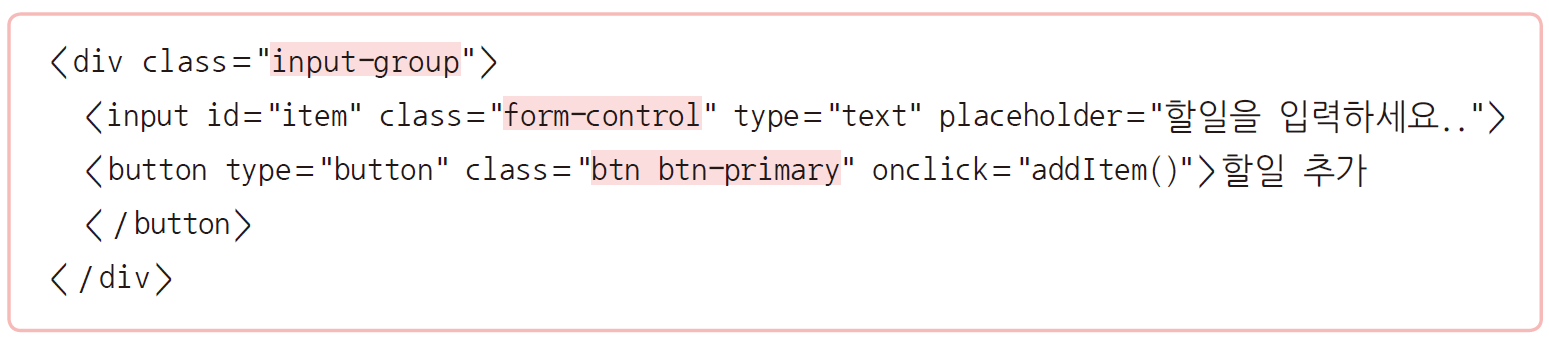 <div class="input-group">
<input id="item" class="form-control" type="text" placeholder="할일을 입력하세요..">
<button type="button" class="btn btn-primary" onclick="addItem()">할일 추가
</button>
</div>